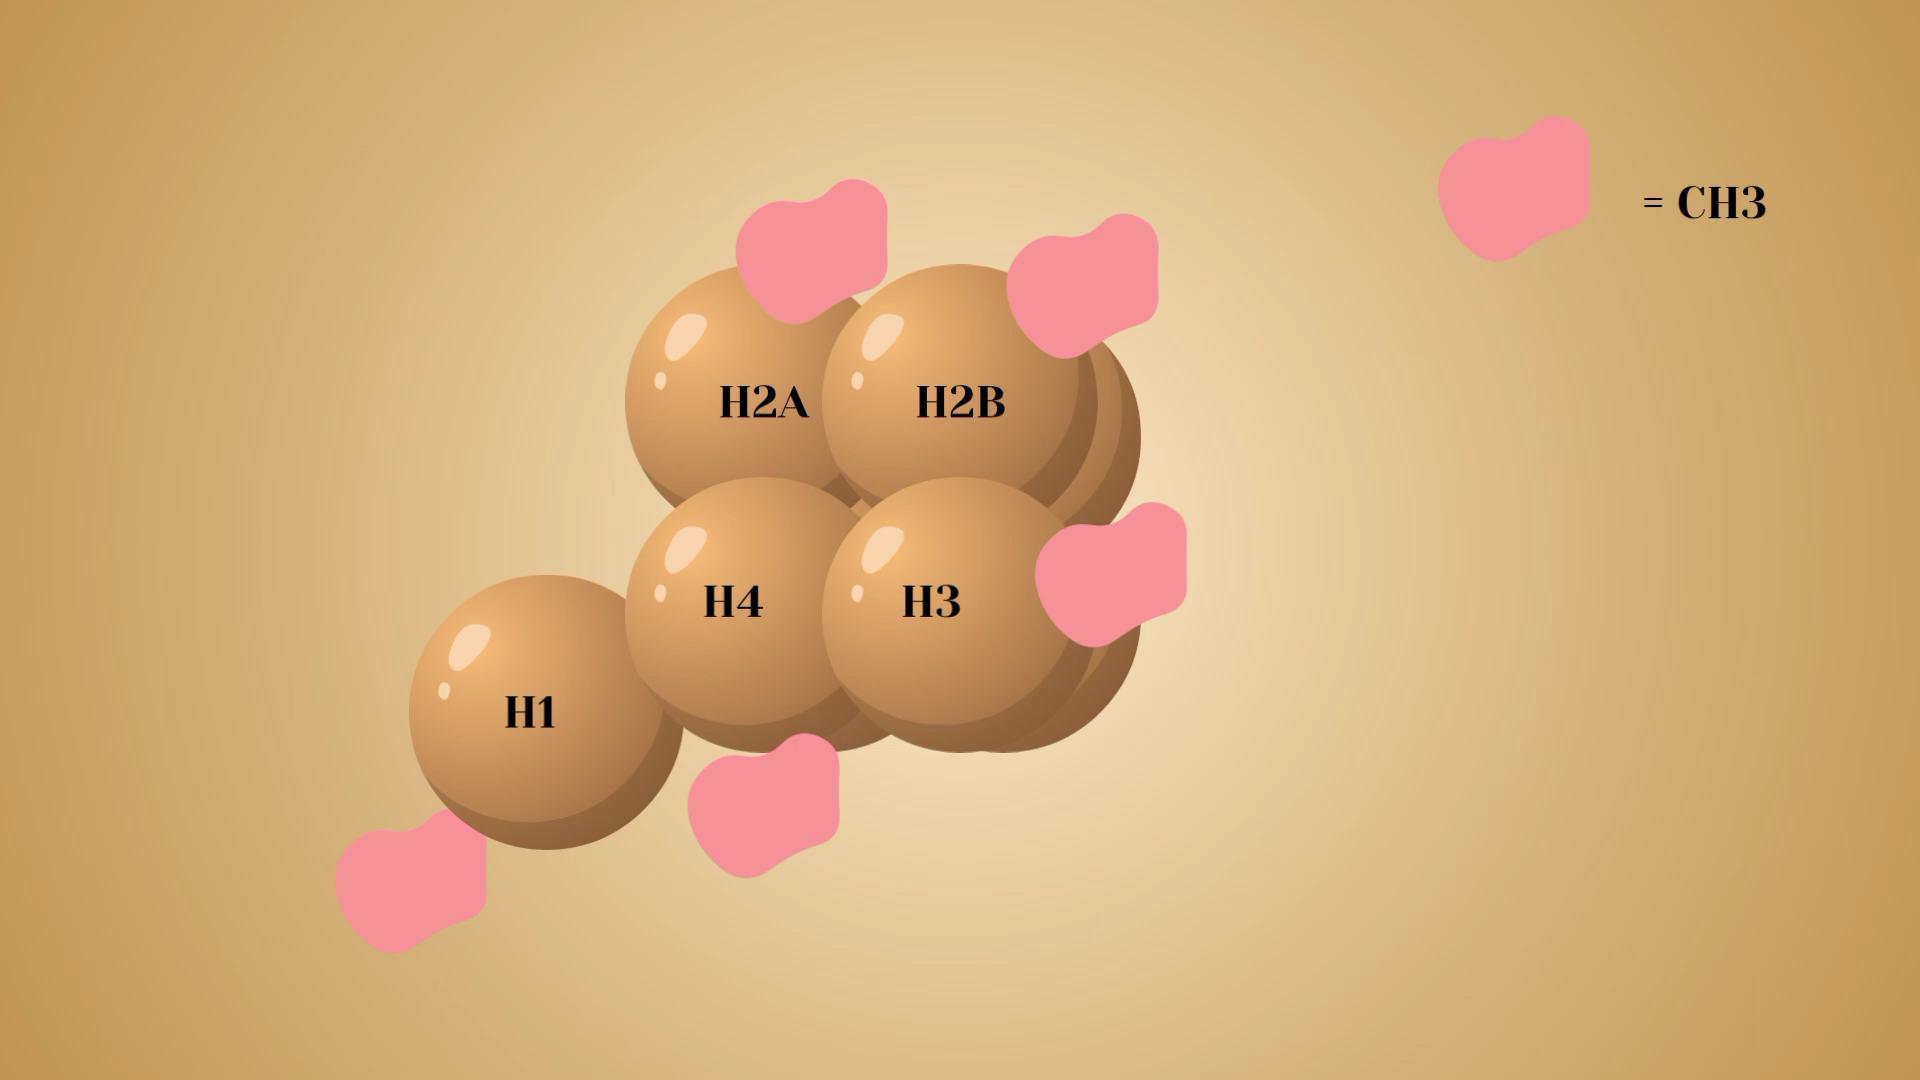 = CH3
H2A
H2B
H4
H3
H1